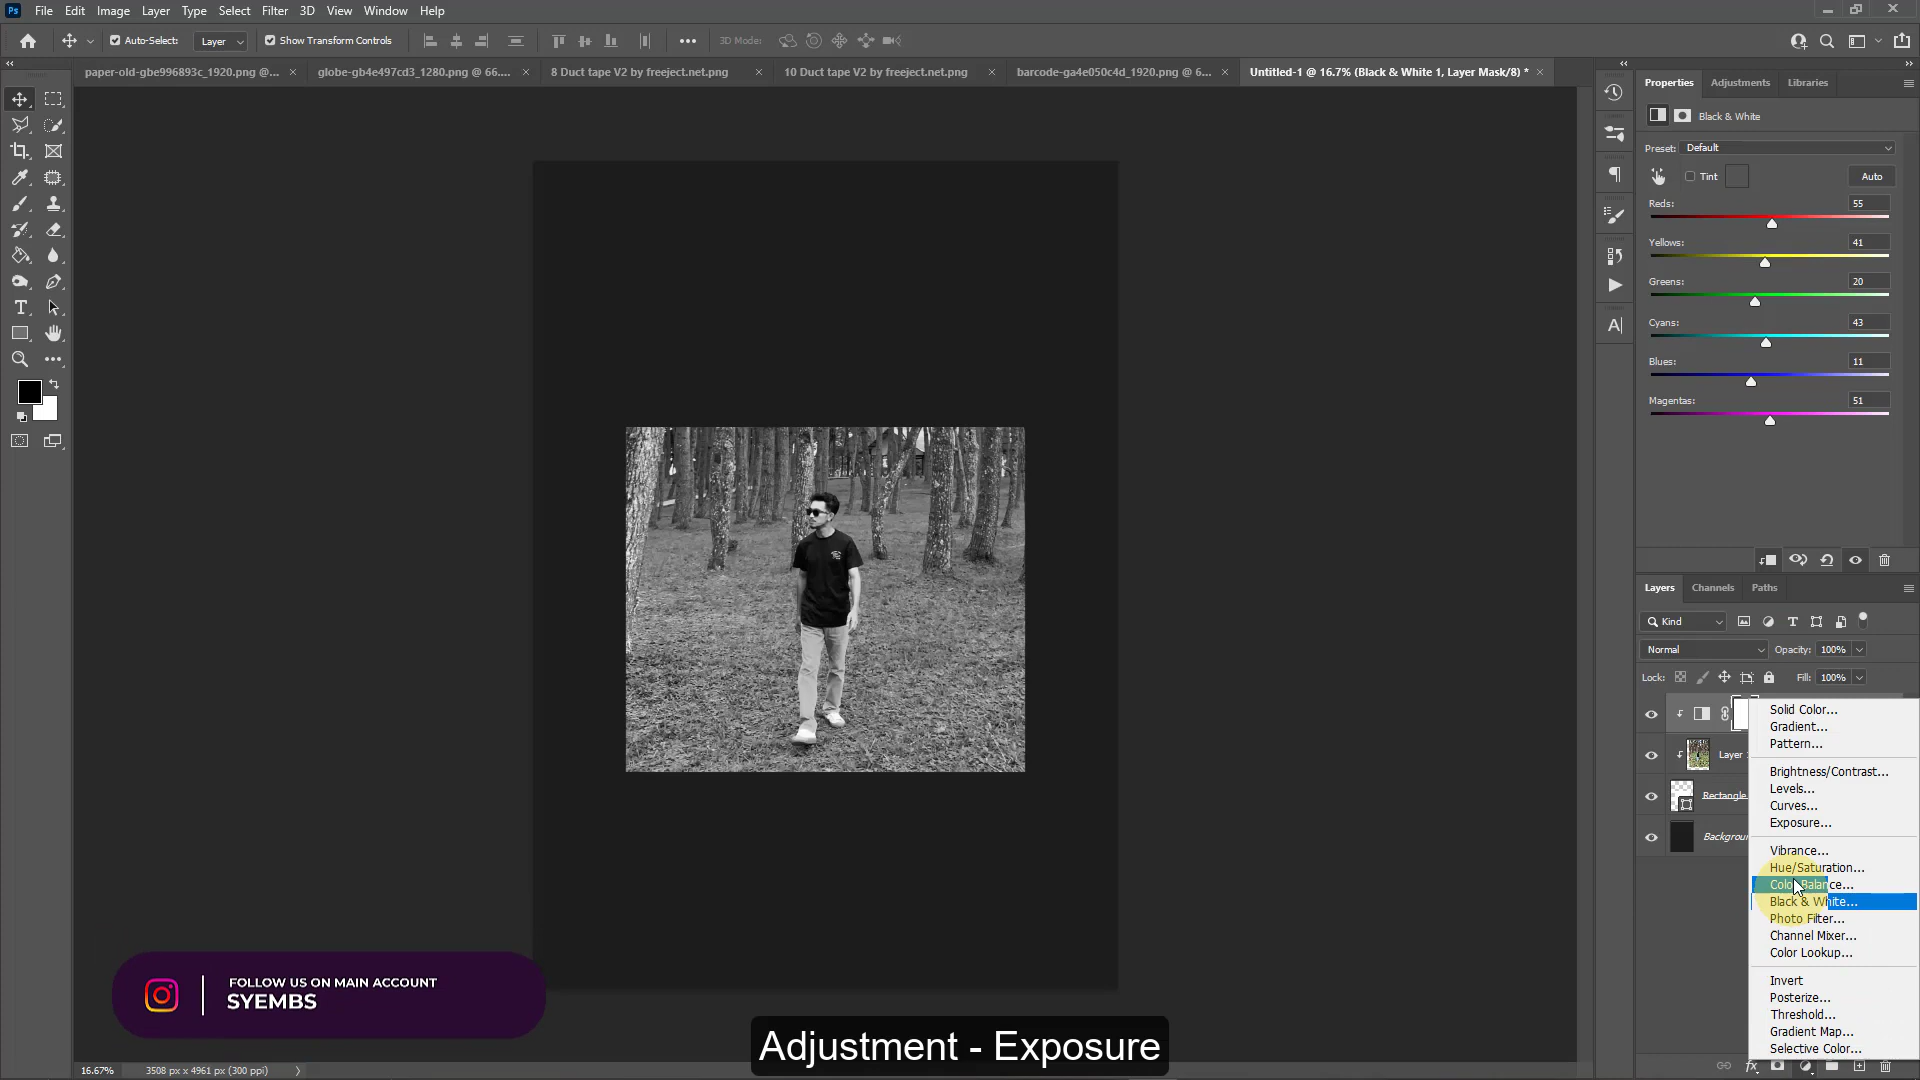 File Edit Image Layer Type Select Filter 3D View Window Help
Auto-Select: Layer Show Transform Controls 3D Mode:
paper-old-gbe996893c_1920.png @... globe-gb4e497cd3_1280.png @ 66.... 8 Duct tape V2 by freeject.net.png 10 Duct tape V2 by freeject.net.png barcode-ga4e050c4d_1920.png @ 6... Untitled-1 @ 16.7% (Black & White 1, Layer Mask/8) *
Properties Adjustments Libraries
Black & White
Preset: Default
Tint Auto
Reds: 55
Yellows: 41
Greens: 20
Cyans: 43
Blues: 11
Magentas: 51
Layers Channels Paths
Kind
Normal Opacity: 100%
Lock: Fill: 100%
Layer
Rectangle
Backgroun
Solid Color...
Gradient...
Pattern...
Brightness/Contrast...
Levels...
Curves...
Exposure...
Vibrance...
Hue/Saturation...
Color Balance...
Black & White...
Photo Filter...
Channel Mixer...
Color Lookup...
Invert
Posterize...
Threshold...
Gradient Map...
Selective Color...
FOLLOW US ON MAIN ACCOUNT
SYEMBS
Adjustment - Exposure
16.67% 3508 px x 4961 px (300 ppi)